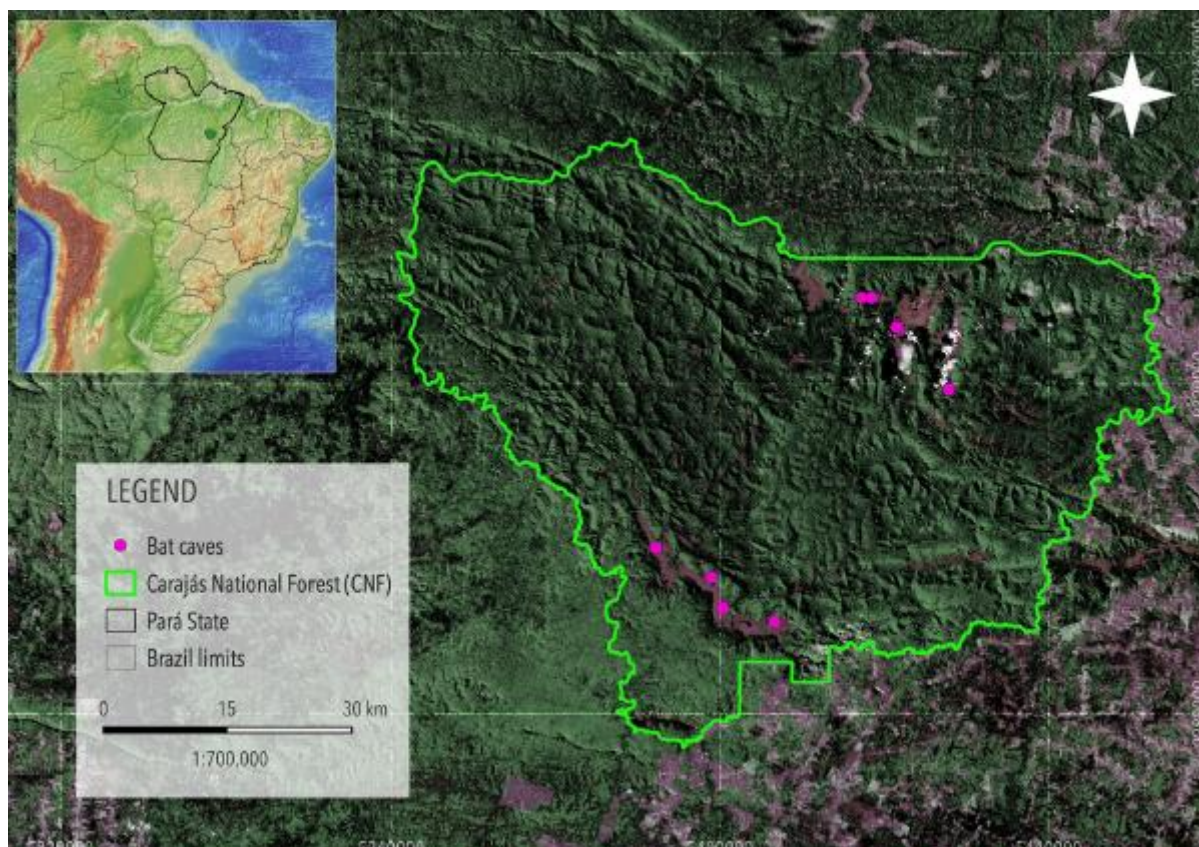 LEGEND
Bat caves
Carajás National Forest (CNF)
Pará State
Brazil limits
0 15 30 km
1:700,000